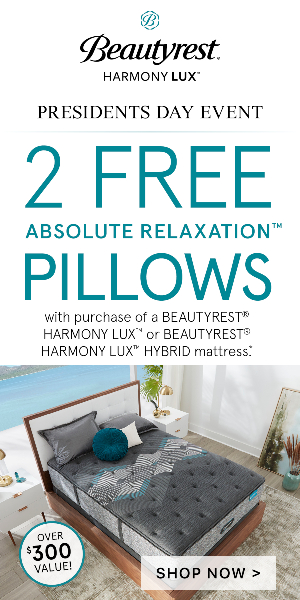 Beautyrest®
HARMONY LUX™
PRESIDENTS DAY EVENT
2 FREE
ABSOLUTE RELAXATION™
PILLOWS
with purchase of a BEAUTYREST®
HARMONY LUX™ or BEAUTYREST®
HARMONY LUX™ HYBRID mattress.*
OVER
$300
VALUE!
SHOP NOW >